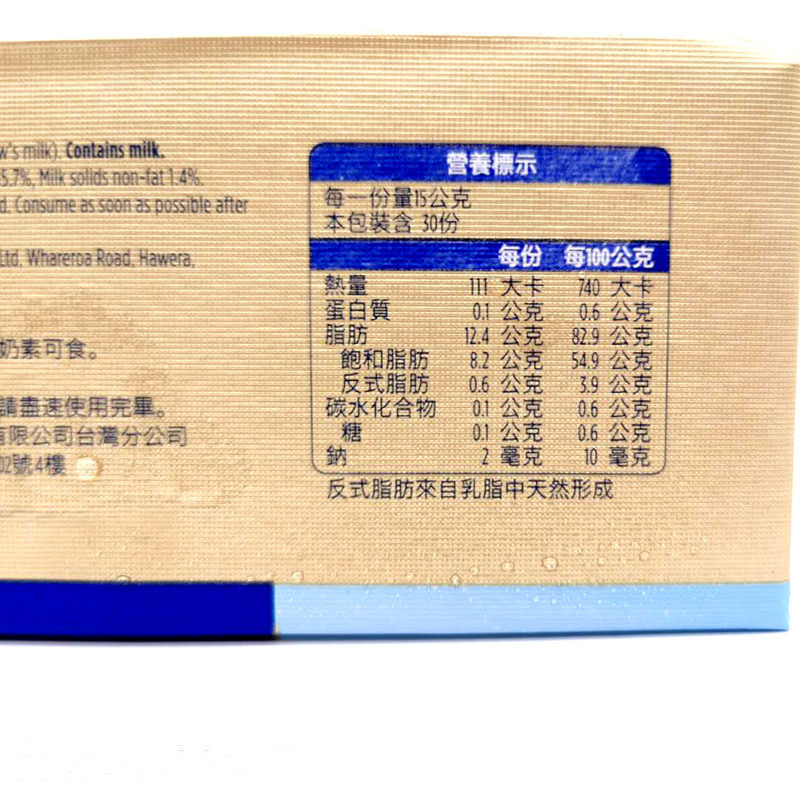 w's milk). Contains milk.
5.7%, Milk solids non-fat 1.4%.
d. Consume as soon as possible after
Ltd, Whareroa Road, Hawera,
奶素可食。
請盡速使用完畢。
有限公司台灣分公司
02號4樓
營養標示
每一份量15公克
本包裝含 30份
每份 每100公克
熱量 111 大卡 740 大卡
蛋白質 0.1 公克 0.6 公克
脂肪 12.4 公克 82.9 公克
飽和脂肪 8.2 公克 54.9 公克
反式脂肪 0.6 公克 3.9 公克
碳水化合物 0.1 公克 0.6 公克
糖 0.1 公克 0.6 公克
鈉 2 毫克 10 毫克
反式脂肪來自乳脂中天然形成